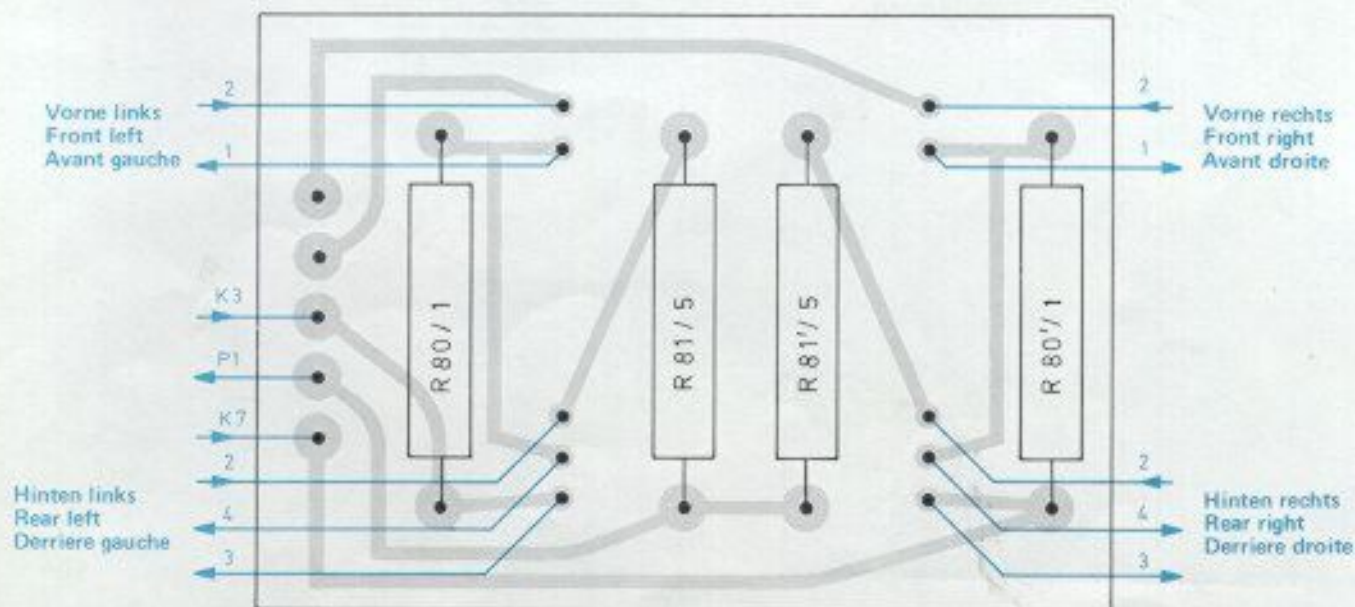 2
Vorne links
Front left
Avant gauche
1
2
Vorne rechts
Front right
Avant droite
1
K3
P1
K7
R 80/1
R 81/5
R 81'/5
R 80'/1
2
Hinten links
Rear left
Derriere gauche
4
3
2
Hinten rechts
Rear right
Derriere droite
4
3